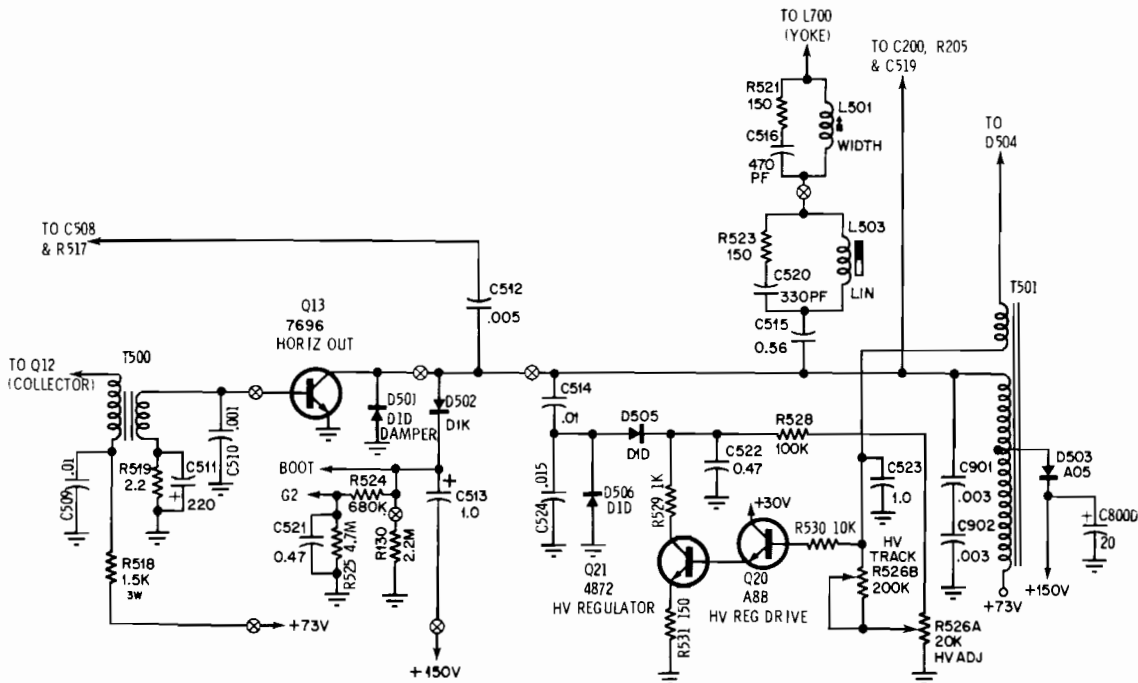 TO L700
(YOKE)
TO C200, R205
& C519
R521
150
L501
C516
WIDTH
470
PF
TO
D504
TO C508
& R517
R523
150
L503
C520
330PF
LIN
T501
C512
.005
C515
0.56
Q13
7696
HORIZ OUT
TO Q12
(COLLECTOR)
T500
D501
D1D
DAMPER
D502
D1K
C514
.01
D505
D1D
R528
100K
.001
C510
C511
220
R519
2.2
.01
C509
BOOT
G2
R524
680K
+
C513
1.0
C522
0.47
C523
1.0
C901
.003
C902
.003
D503
A05
+
C800D
20
.015
C524
D506
D1D
R529 1K
+30V
R530 10K
HV
TRACK
R526B
200K
C521
0.47
R525 4.7M
R130
2.2M
R518
1.5K
3W
+
Q21
4872
HV REGULATOR
Q20
A88
HV REG DRIVE
R531 150
+73V
+150V
R526A
20K
HV ADJ
+73V
+150V